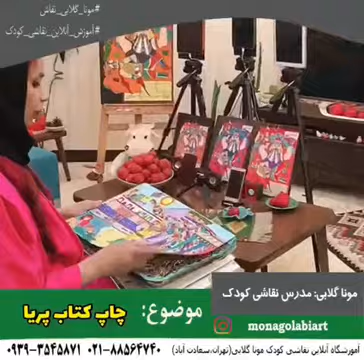 #مونا_گلابی_نقاش
#آموزش_آنلاین_نقاشی_کودک
مونا گلابی: مدرس نقاشی کودک
موضوع: چاپ کتاب پریا
monagolabiart
آموزشگاه آنلاین نقاشی کودک مونا گلابی(تهران،سعادت آباد) ۰۲۱-۸۸۵۶۴۷۴۰ ۰۹۳۹-۳۵۴۵۸۷۱